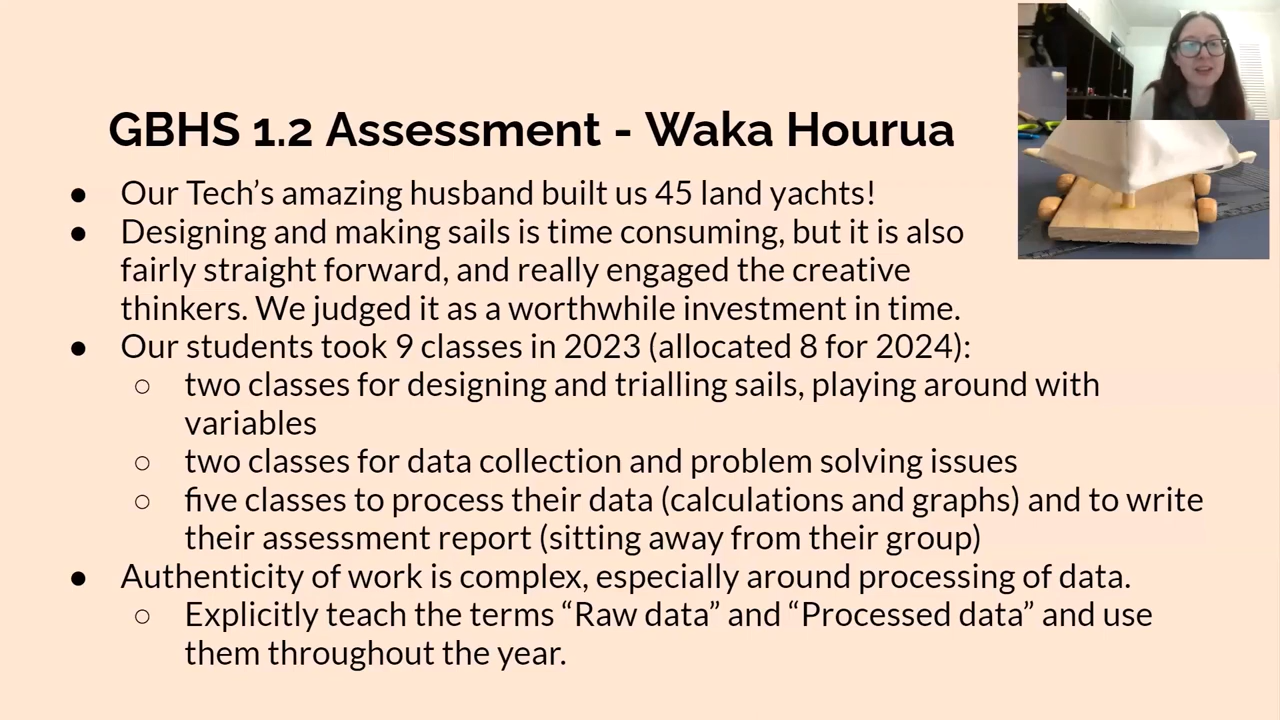 GBHS 1.2 Assessment - Waka Hourua
● Our Tech’s amazing husband built us 45 land yachts!
● Designing and making sails is time consuming, but it is also
fairly straight forward, and really engaged the creative
thinkers. We judged it as a worthwhile investment in time.
● Our students took 9 classes in 2023 (allocated 8 for 2024):
○ two classes for designing and trialling sails, playing around with
variables
○ two classes for data collection and problem solving issues
○ five classes to process their data (calculations and graphs) and to write
their assessment report (sitting away from their group)
● Authenticity of work is complex, especially around processing of data.
○ Explicitly teach the terms “Raw data” and “Processed data” and use
them throughout the year.